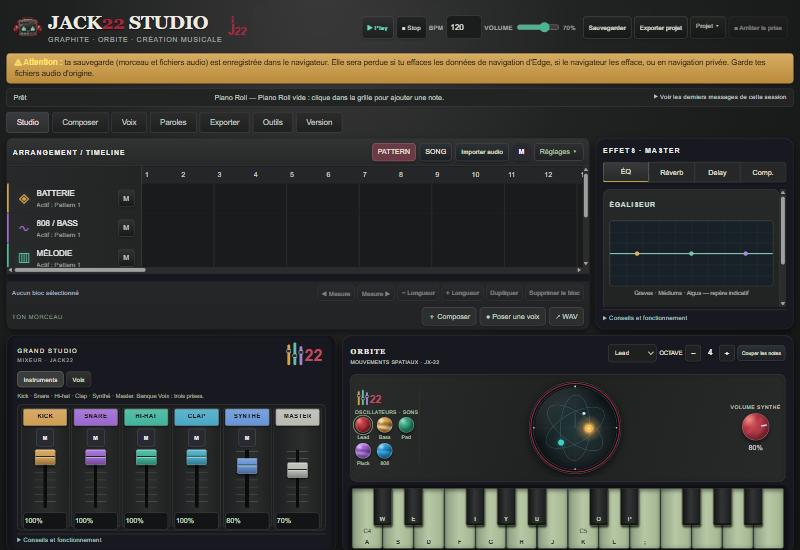 JACK22 STUDIO
GRAPHITE · ORBITE · CRÉATION MUSICALE
J22
▶ Play
■ Stop
BPM
120
VOLUME
70%
Sauvegarder
Exporter projet
Projet
■ Arrêter la prise
⚠ Attention : ta sauvegarde (morceau et fichiers audio) est enregistrée dans le navigateur. Elle sera perdue si tu effaces les données de navigation d'Edge, si le navigateur les efface, ou en navigation privée. Garde tes
fichiers audio d'origine.
Prêt
Piano Roll — Piano Roll vide : clique dans la grille pour ajouter une note.
▶ Voir les derniers messages de cette session
Studio
Composer
Voix
Paroles
Exporter
Outils
Version
ARRANGEMENT / TIMELINE
PATTERN
SONG
Importer audio
M
Réglages
1 2 3 4 5 6 7 8 9 10 11 12
BATTERIE
Actif : Pattern 1
M
808 / BASS
Actif : Pattern 1
M
MÉLODIE
Actif : Pattern 1
M
Aucun bloc sélectionné
◀ Mesure
Mesure ▶
− Longueur
+ Longueur
Dupliquer
Supprimer le bloc
TON MORCEAU
+ Composer
● Poser une voix
↗ WAV
EFFETS · MASTER
ÉQ
Réverb
Delay
Comp.
ÉGALISEUR
Graves · Médiums · Aigus — repère indicatif
▶ Conseils et fonctionnement
GRAND STUDIO
MIXEUR · JACK22
22
Instruments
Voix
Kick · Snare · Hi-hat · Clap · Synthé · Master. Banque Voix : trois prises.
KICK
SNARE
HI-HAT
CLAP
SYNTHÉ
MASTER
M
M
M
M
M
M
100%
100%
100%
100%
80%
70%
▶ Conseils et fonctionnement
ORBITE
MOUVEMENTS SPATIAUX · JX-22
Lead
OCTAVE
−
4
+
Couper les notes
22
OSCILLATEURS · SONS
Lead
Bass
Pad
Pluck
808
VOLUME SYNTHÉ
80%
W E T Y U O P
C4
C5
A S D F G H J K L ;